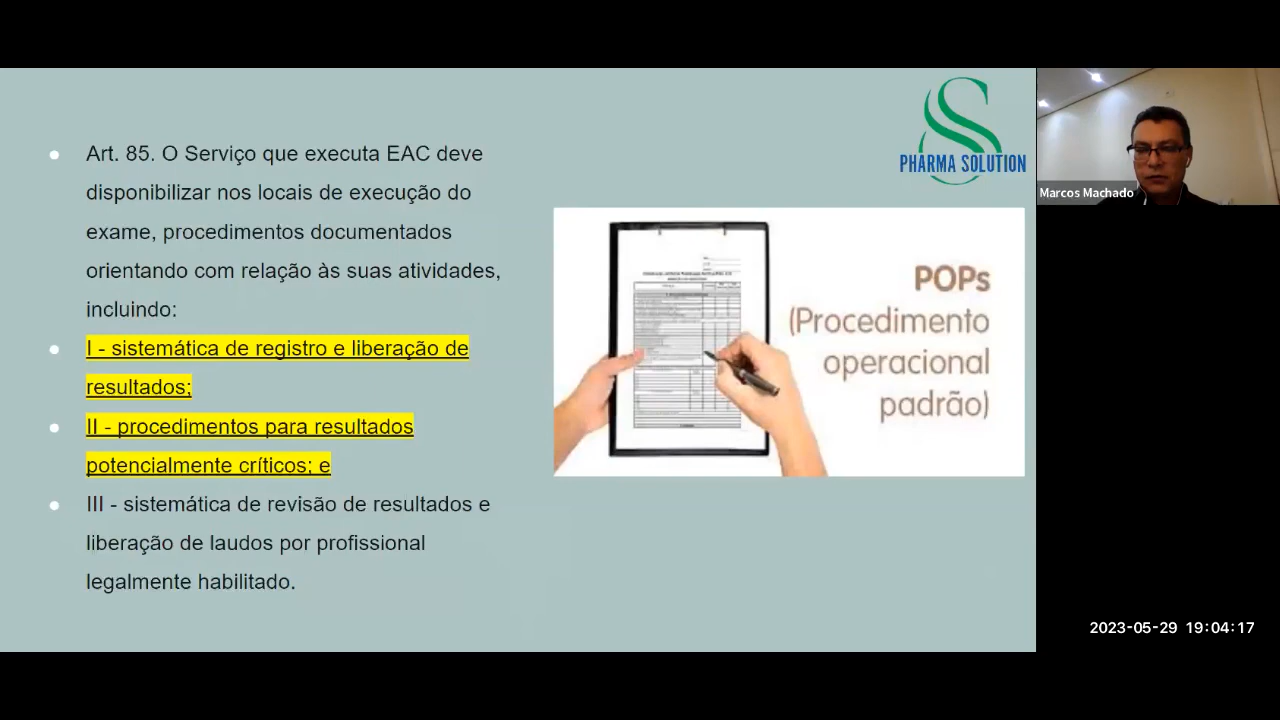 Art. 85. O Serviço que executa EAC deve
disponibilizar nos locais de execução do
exame, procedimentos documentados
orientando com relação às suas atividades,
incluindo:
I - sistemática de registro e liberação de
resultados;
II - procedimentos para resultados
potencialmente críticos; e
III - sistemática de revisão de resultados e
liberação de laudos por profissional
legalmente habilitado.
PHARMA SOLUTION
POPs
(Procedimento
operacional
padrão)
Marcos Machado
2023-05-29 19:04:17